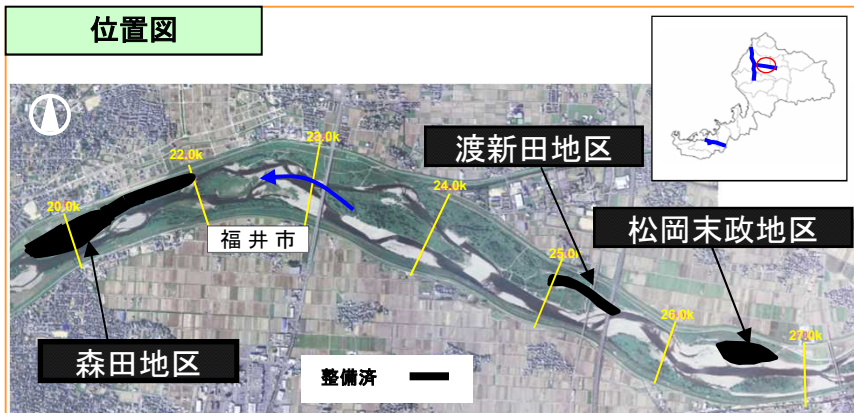 位置図
渡新田地区
松岡末政地区
20.0k
22.0k
23.0k
24.0k
25.0k
26.0k
27.0k
福井市
森田地区
整備済